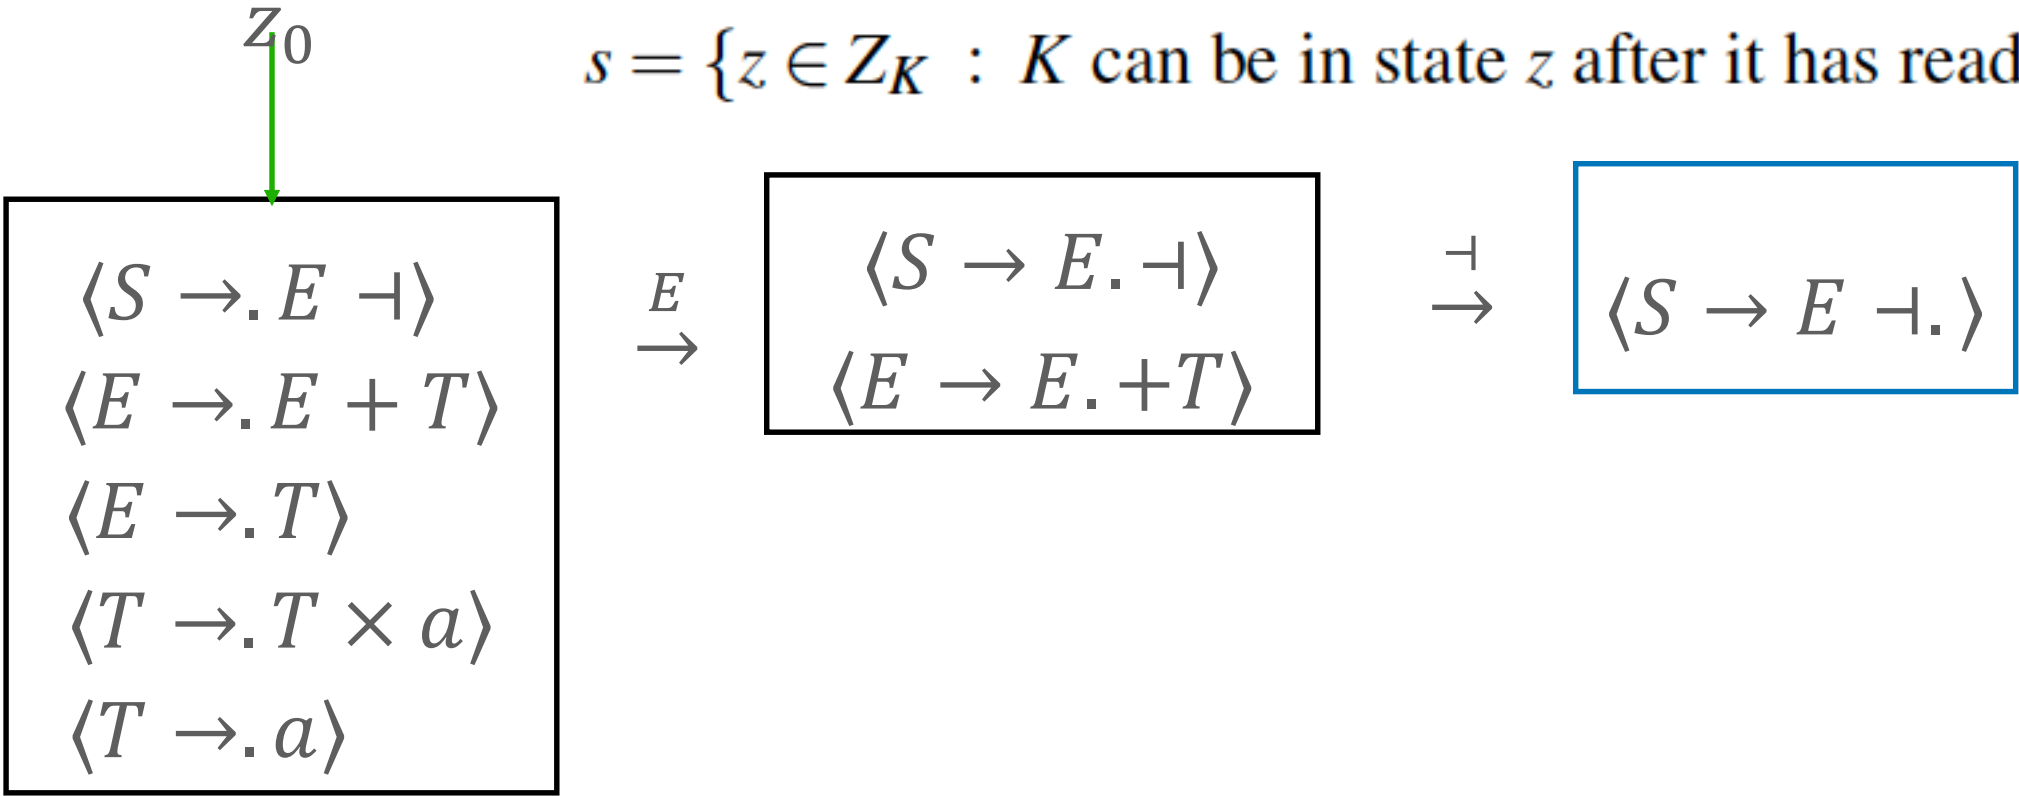 z₀
s = {z ∈ Z_K : K can be in state z after it has read
⟨S →. E ⊣⟩
⟨E →. E + T⟩
⟨E →. T⟩
⟨T →. T × a⟩
⟨T →. a⟩
E
→
⟨S → E. ⊣⟩
⟨E → E. +T⟩
⊣
→
⟨S → E ⊣. ⟩